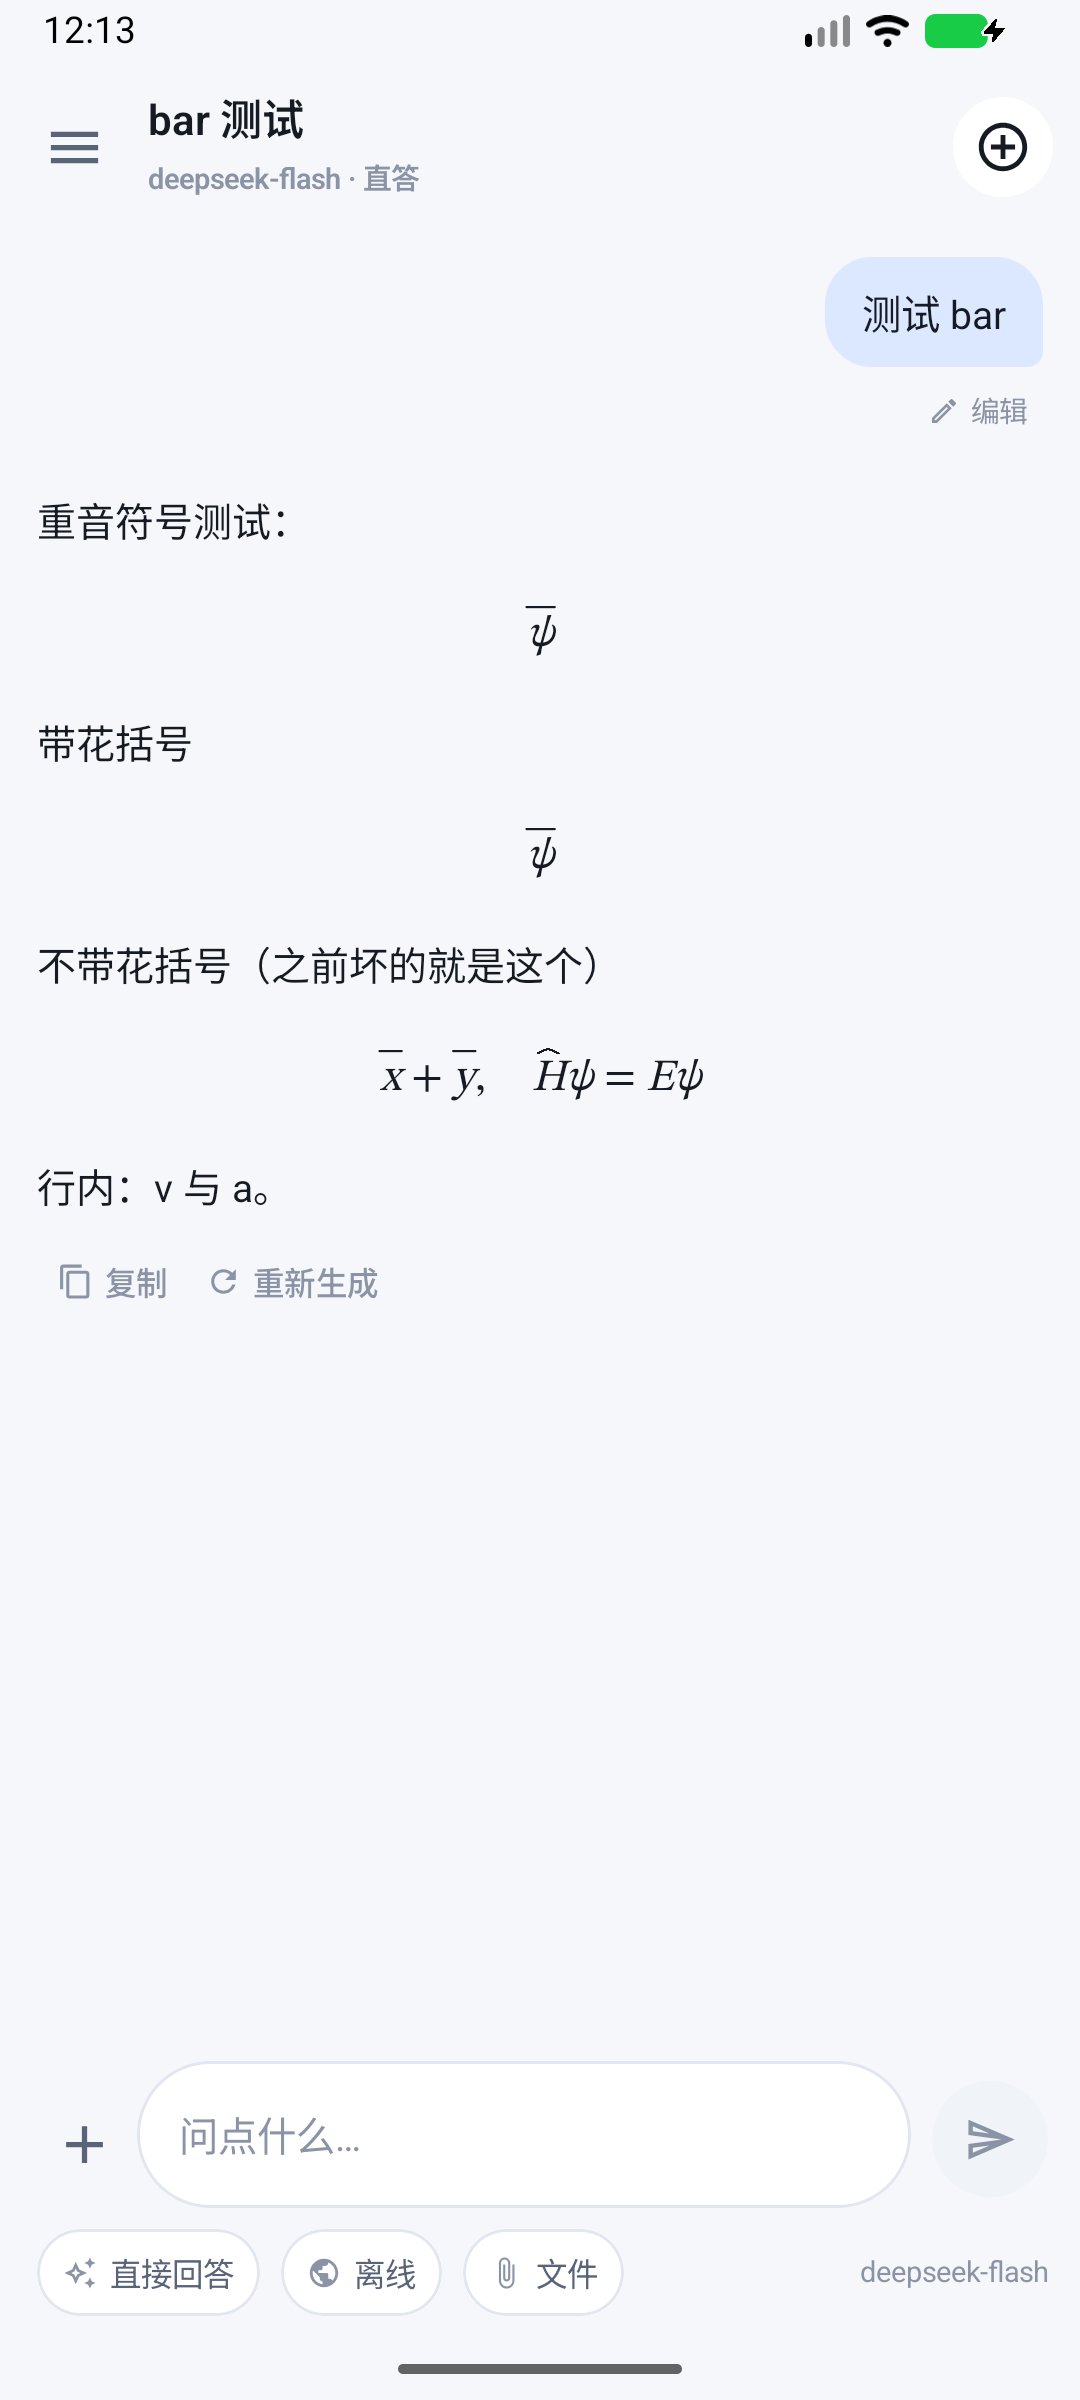 12:13
bar 测试
deepseek-flash · 直答
测试 bar
编辑
重音符号测试：
ψ̅
带花括号
ψ̅
不带花括号（之前坏的就是这个）
x̅ + y̅, Ĥψ = Eψ
行内：v 与 a。
复制 重新生成
问点什么...
直接回答 离线 文件 deepseek-flash